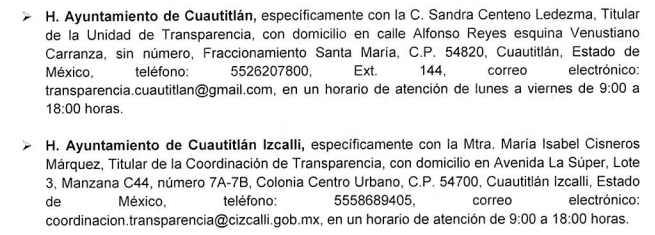 ➢ H. Ayuntamiento de Cuautitlán, específicamente con la C. Sandra Centeno Ledezma, Titular
de la Unidad de Transparencia, con domicilio en calle Alfonso Reyes esquina Venustiano
Carranza, sin número, Fraccionamiento Santa María, C.P. 54820, Cuautitlán, Estado de
México, teléfono: 5526207800, Ext. 144, correo electrónico:
transparencia.cuautitlan@gmail.com, en un horario de atención de lunes a viernes de 9:00 a
18:00 horas.
➢ H. Ayuntamiento de Cuautitlán Izcalli, específicamente con la Mtra. María Isabel Cisneros
Márquez, Titular de la Coordinación de Transparencia, con domicilio en Avenida La Súper, Lote
3, Manzana C44, número 7A-7B, Colonia Centro Urbano, C.P. 54700, Cuautitlán Izcalli, Estado
de México, teléfono: 5558689405, correo electrónico:
coordinacion.transparencia@cizcalli.gob.mx, en un horario de atención de 9:00 a 18:00 horas.